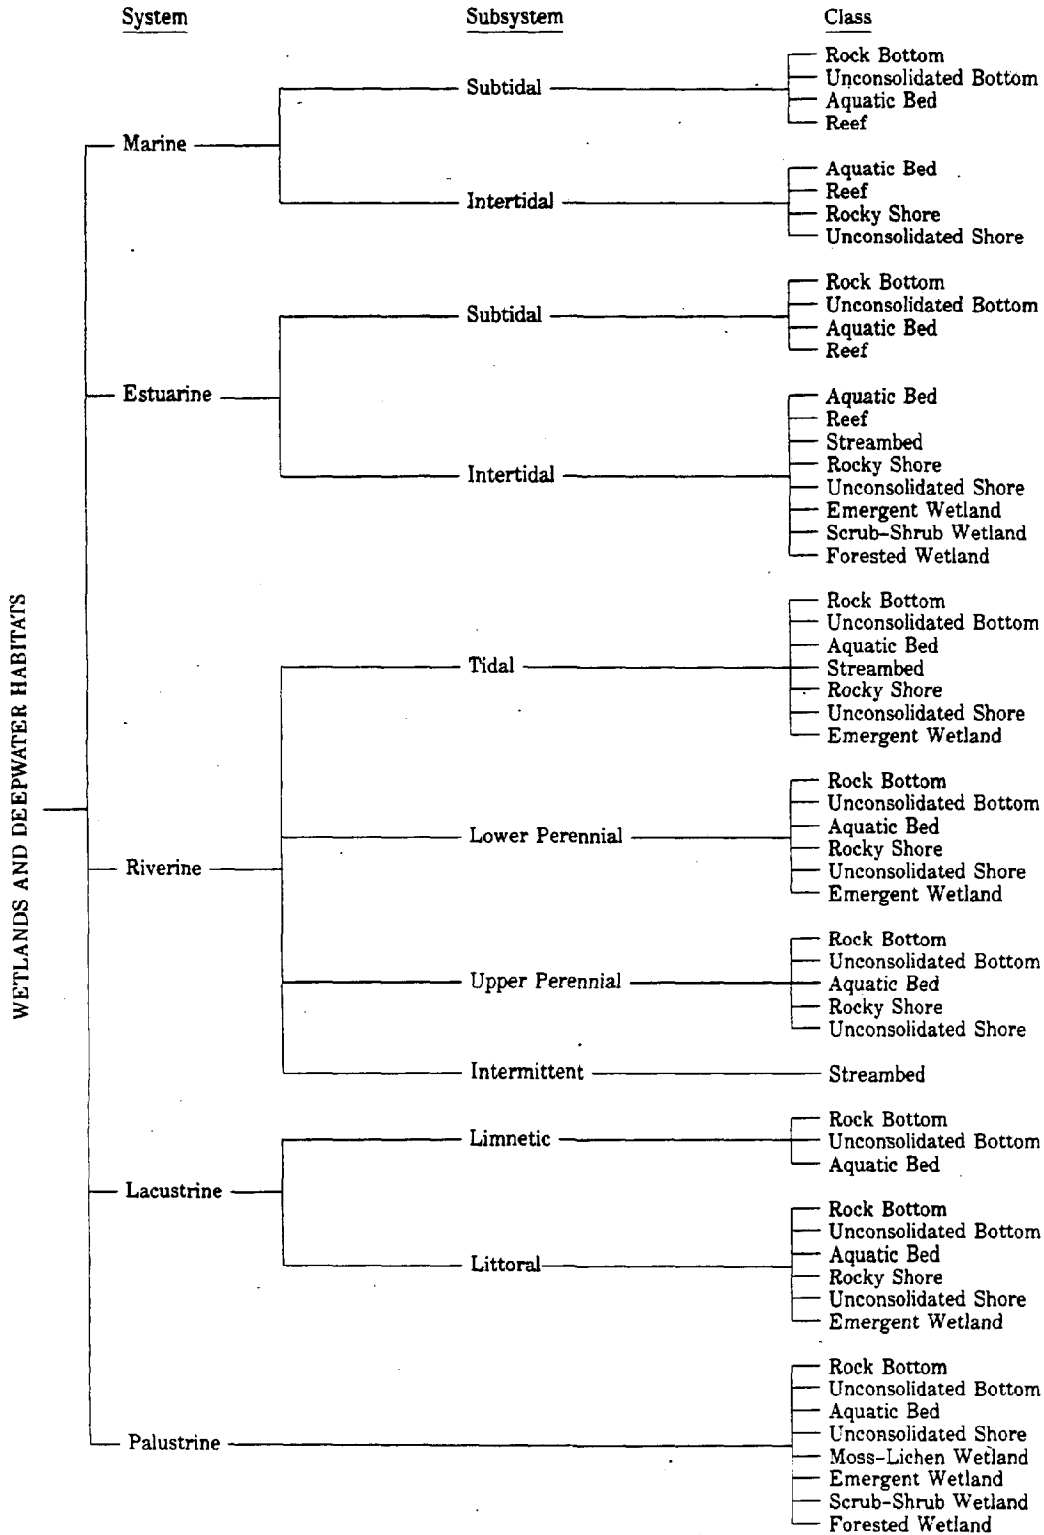 System Subsystem Class
WETLANDS AND DEEPWATER HABITATS
Marine
Subtidal
Rock Bottom
Unconsolidated Bottom
Aquatic Bed
Reef
Intertidal
Aquatic Bed
Reef
Rocky Shore
Unconsolidated Shore
Estuarine
Subtidal
Rock Bottom
Unconsolidated Bottom
Aquatic Bed
Reef
Intertidal
Aquatic Bed
Reef
Streambed
Rocky Shore
Unconsolidated Shore
Emergent Wetland
Scrub-Shrub Wetland
Forested Wetland
Riverine
Tidal
Rock Bottom
Unconsolidated Bottom
Aquatic Bed
Streambed
Rocky Shore
Unconsolidated Shore
Emergent Wetland
Lower Perennial
Rock Bottom
Unconsolidated Bottom
Aquatic Bed
Rocky Shore
Unconsolidated Shore
Emergent Wetland
Upper Perennial
Rock Bottom
Unconsolidated Bottom
Aquatic Bed
Rocky Shore
Unconsolidated Shore
Intermittent
Streambed
Lacustrine
Limnetic
Rock Bottom
Unconsolidated Bottom
Aquatic Bed
Littoral
Rock Bottom
Unconsolidated Bottom
Aquatic Bed
Rocky Shore
Unconsolidated Shore
Emergent Wetland
Palustrine
Rock Bottom
Unconsolidated Bottom
Aquatic Bed
Unconsolidated Shore
Moss-Lichen Wetland
Emergent Wetland
Scrub-Shrub Wetland
Forested Wetland